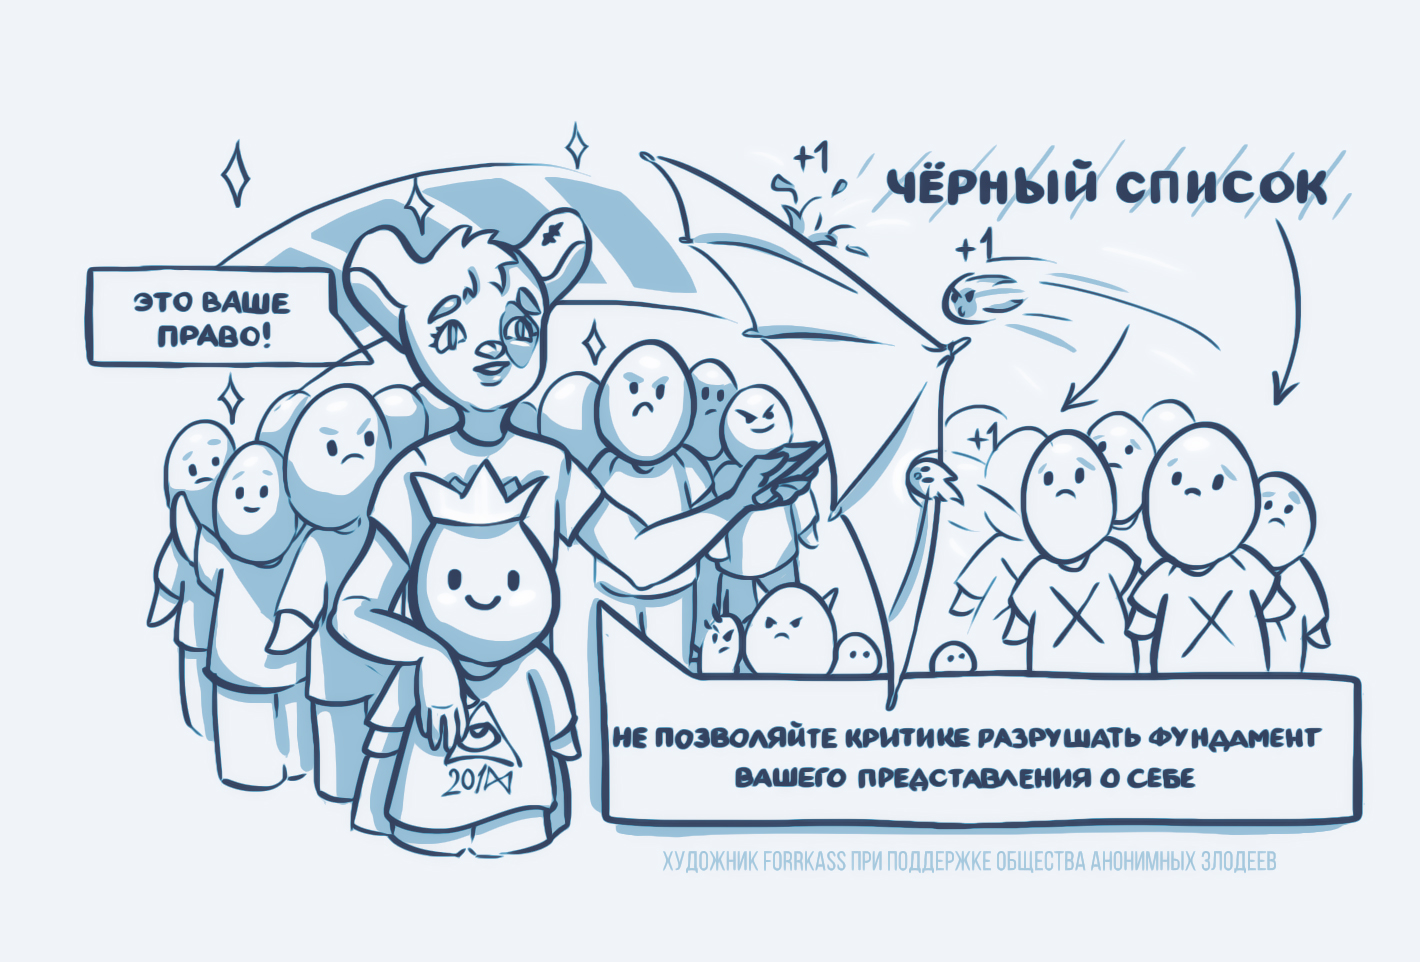 +1
ЧЁРНЫЙ СПИСОК
+1
ЭТО ВАШЕ
ПРАВО!
+1
НЕ ПОЗВОЛЯЙТЕ КРИТИКЕ РАЗРУШАТЬ ФУНДАМЕНТ
ВАШЕГО ПРЕДСТАВЛЕНИЯ О СЕБЕ
ХУДОЖНИК FORRKASS ПРИ ПОДДЕРЖКЕ ОБЩЕСТВА АНОНИМНЫХ ЗЛОДЕЕВ